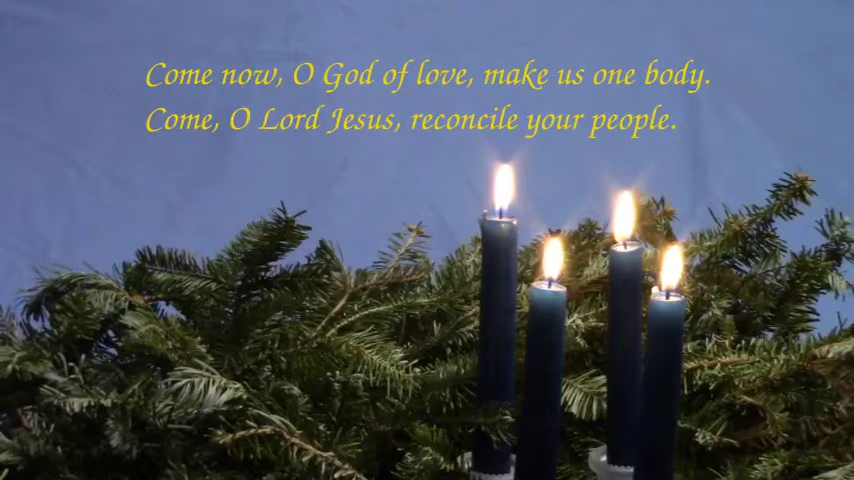 Come now, O God of love, make us one body.
Come, O Lord Jesus, reconcile your people.